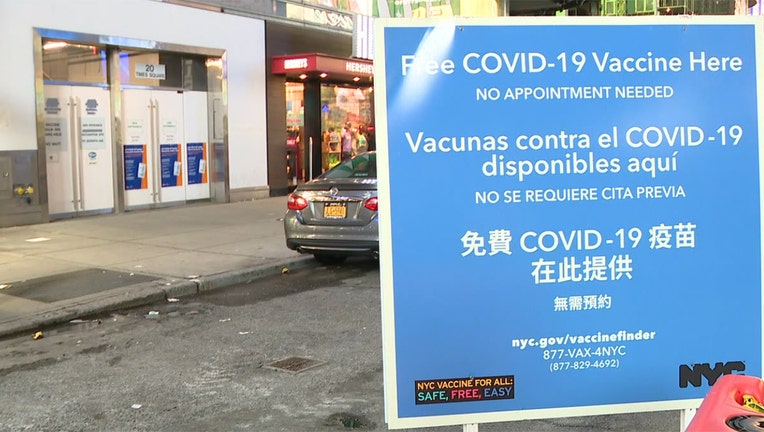 20
TIMES SQUARE
HERSHEY
Free COVID-19 Vaccine Here
NO APPOINTMENT NEEDED
Vacunas contra el COVID-19
disponibles aquí
NO SE REQUIERE CITA PREVIA
免費 COVID-19 疫苗
在此提供
無需預約
nyc.gov/vaccinefinder
877-VAX-4NYC
(877-829-4692)
NYC VACCINE FOR ALL:
SAFE, FREE, EASY
NYC